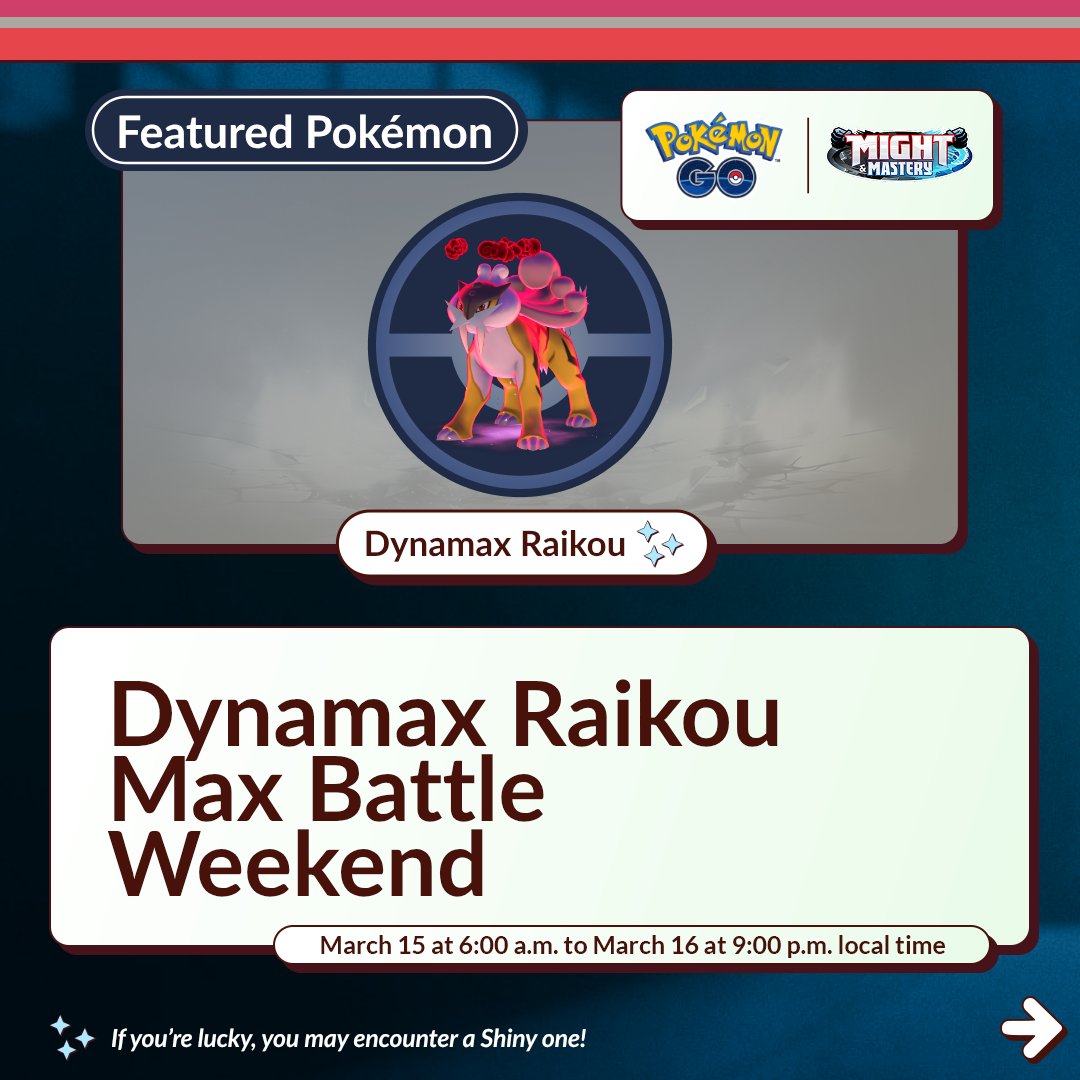 Featured Pokémon
POKÉMON GO
MIGHT & MASTERY
Dynamax Raikou
Dynamax Raikou
Max Battle
Weekend
March 15 at 6:00 a.m. to March 16 at 9:00 p.m. local time
If you're lucky, you may encounter a Shiny one!